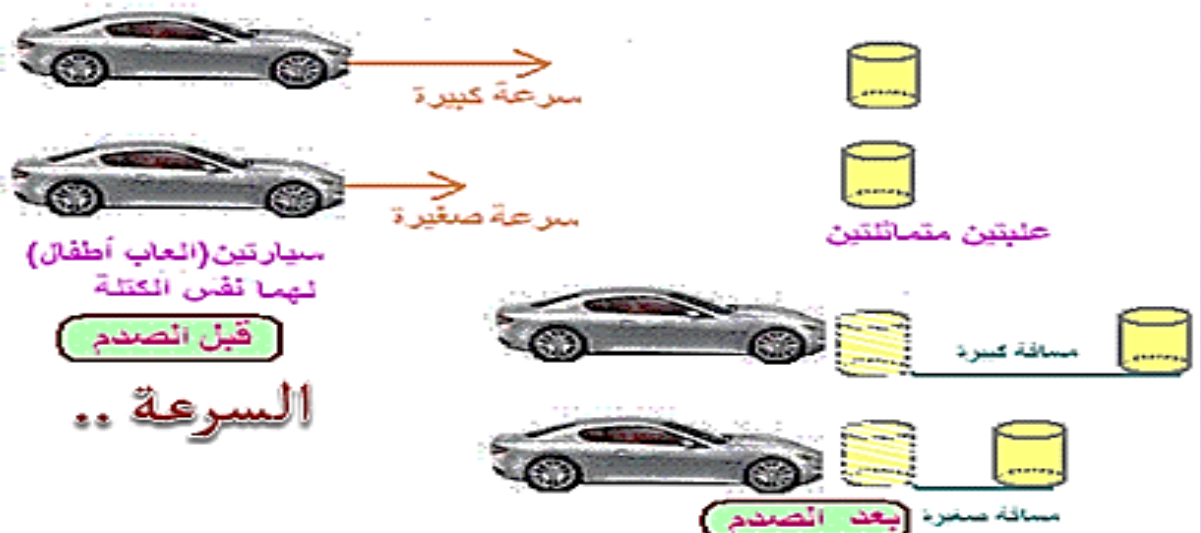 سرعة كبيرة
سرعة صغيرة
علبتين متماثلتين
سيارتين(العاب أطفال)
لهما نفس الكتلة
قبل الصدم
مسافة كبيرة
السرعة ..
بعد الصدم
مسافة صغيرة